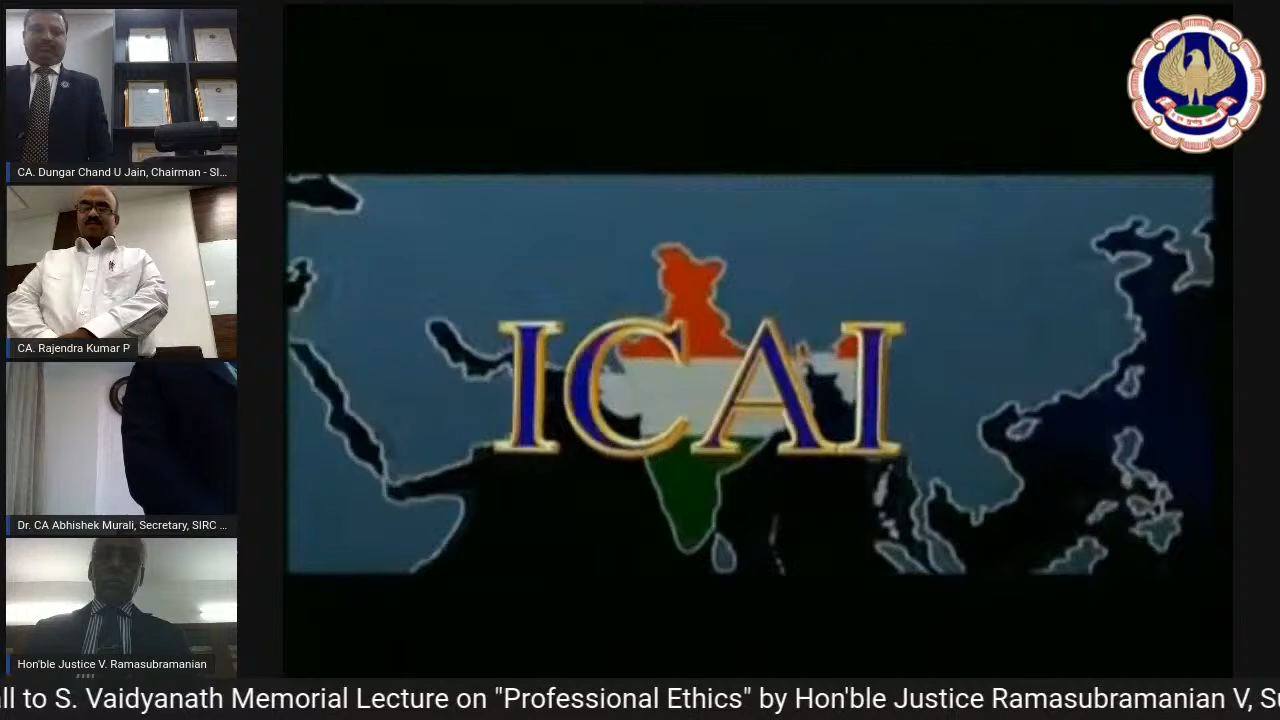 CA. Dungar Chand U Jain, Chairman - SI...
CA. Rajendra Kumar P
Dr. CA Abhishek Murali, Secretary, SIRC ...
Hon'ble Justice V. Ramasubramanian
ICAI
all to S. Vaidyanath Memorial Lecture on "Professional Ethics" by Hon'ble Justice Ramasubramanian V, Su